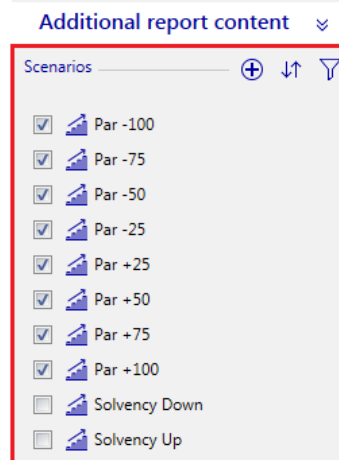 Additional report content
Scenarios
Par -100
Par -75
Par -50
Par -25
Par +25
Par +50
Par +75
Par +100
Solvency Down
Solvency Up